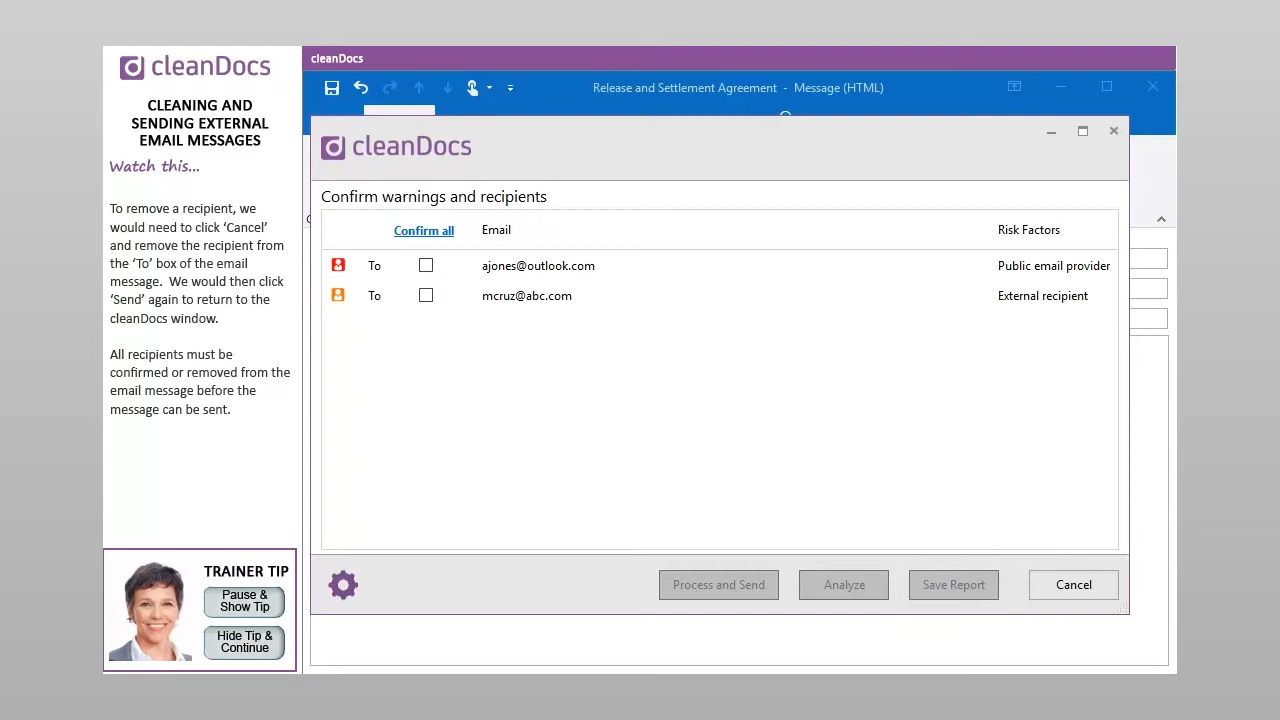 cleanDocs
CLEANING AND
SENDING EXTERNAL
EMAIL MESSAGES
Watch this...
To remove a recipient, we
would need to click ‘Cancel’
and remove the recipient from
the ‘To’ box of the email
message.  We would then click
‘Send’ again to return to the
cleanDocs window.
All recipients must be
confirmed or removed from the
email message before the
message can be sent.
TRAINER TIP
Pause &
Show Tip
Hide Tip &
Continue
cleanDocs
Release and Settlement Agreement - Message (HTML)
cleanDocs
Confirm warnings and recipients
Confirm all Email Risk Factors
To ajones@outlook.com Public email provider
To mcruz@abc.com External recipient
Process and Send Analyze Save Report Cancel